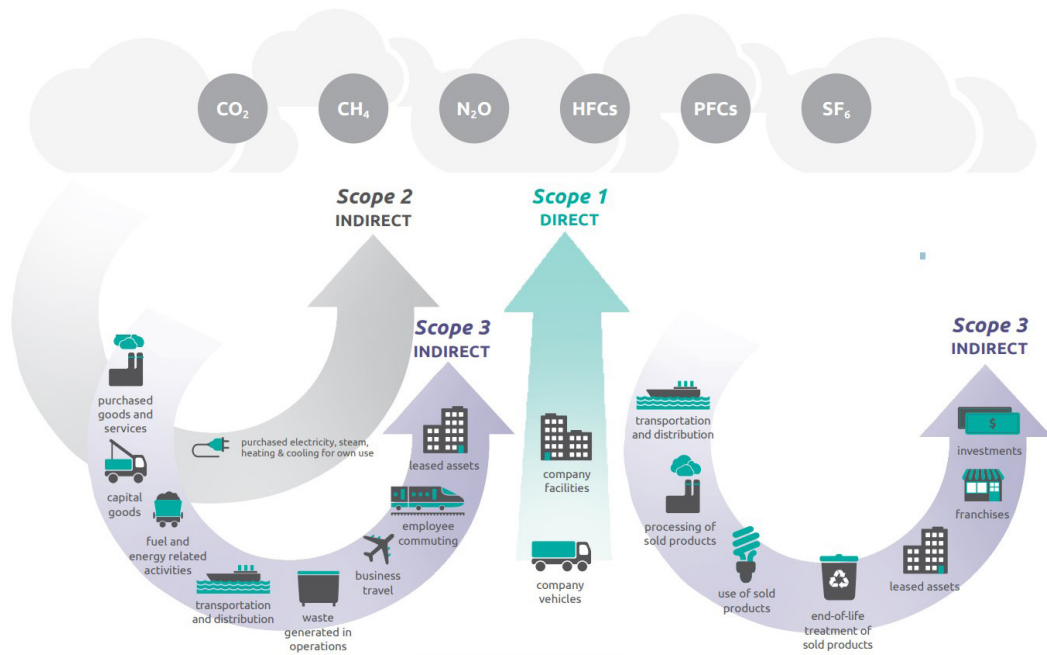 CO₂
CH₄
N₂O
HFCs
PFCs
SF₆
Scope 2
INDIRECT
Scope 1
DIRECT
Scope 3
INDIRECT
Scope 3
INDIRECT
purchased
goods and
services
capital
goods
fuel and
energy related
activities
transportation
and distribution
waste
generated in
operations
business
travel
employee
commuting
leased assets
purchased electricity, steam,
heating & cooling for own use
company
facilities
company
vehicles
transportation
and distribution
processing of
sold products
use of sold
products
end-of-life
treatment of
sold products
leased assets
franchises
investments
$